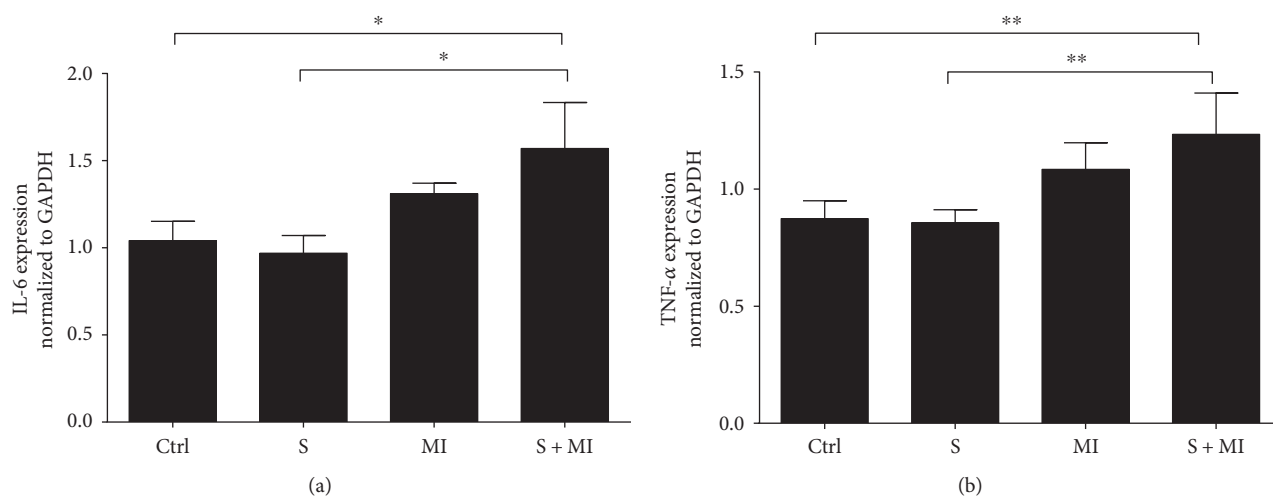 *
*
2.0
1.5
1.0
0.5
0.0
IL-6 expression
normalized to GAPDH
Ctrl
S
MI
S + MI
(a)
**
**
1.5
1.0
0.5
0.0
TNF-α expression
normalized to GAPDH
Ctrl
S
MI
S + MI
(b)